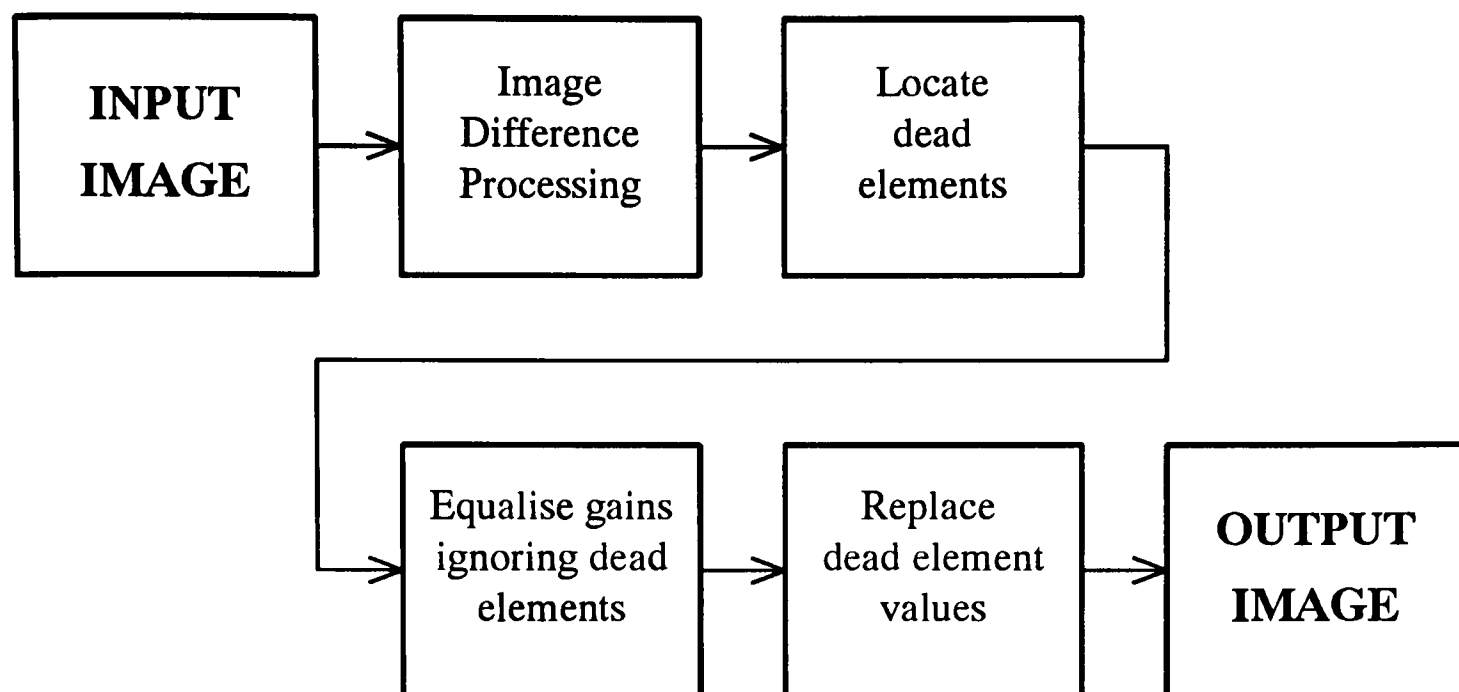 INPUT
IMAGE
Image
Difference
Processing
Locate
dead
elements
Equalise gains
ignoring dead
elements
Replace
dead element
values
OUTPUT
IMAGE